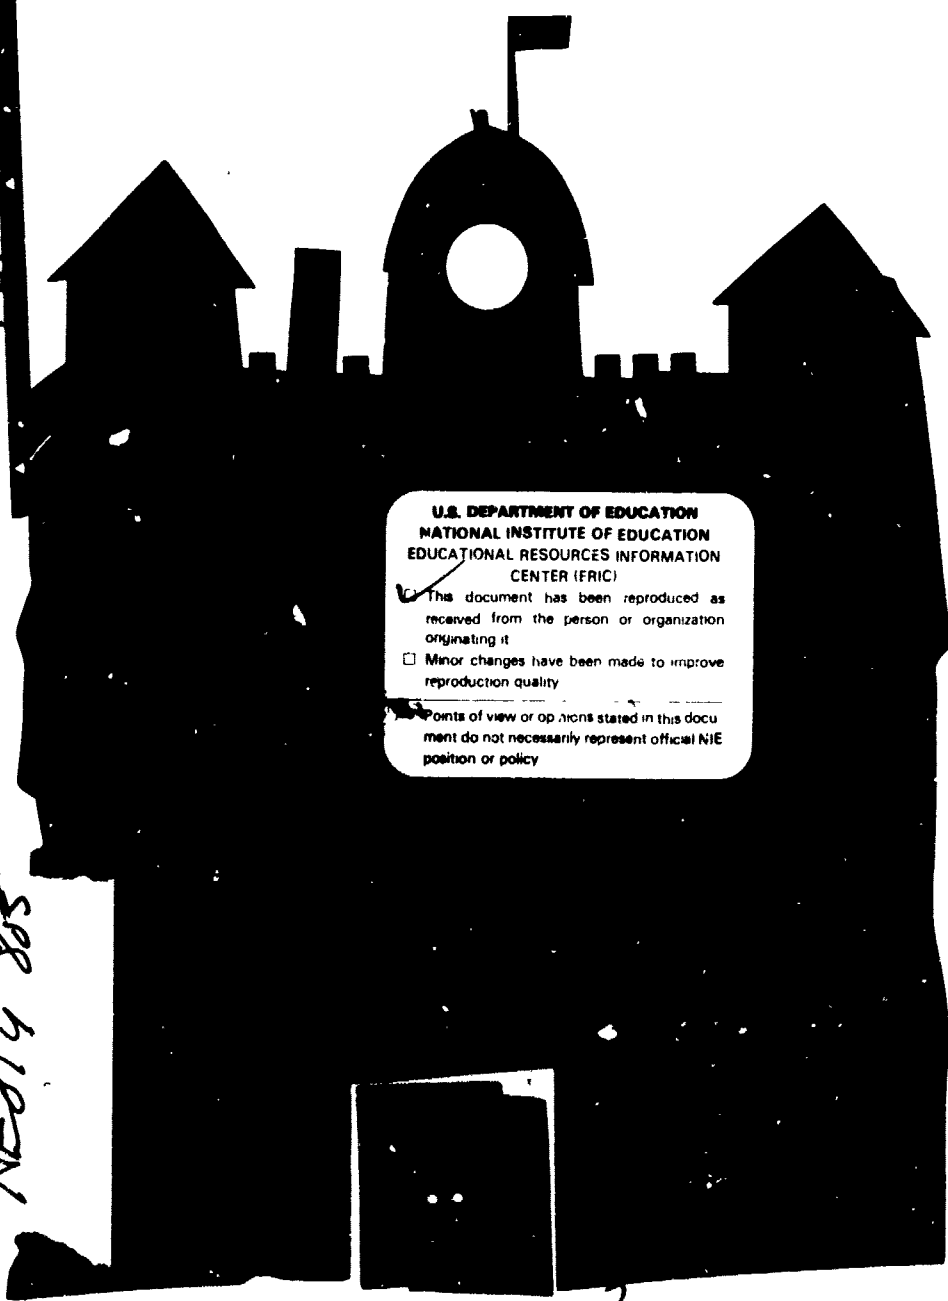 U.S. DEPARTMENT OF EDUCATION
NATIONAL INSTITUTE OF EDUCATION
EDUCATIONAL RESOURCES INFORMATION
CENTER (ERIC)
This document has been reproduced as
received from the person or organization
originating it
Minor changes have been made to improve
reproduction quality
Points of view or opinions stated in this docu
ment do not necessarily represent official NIE
position or policy